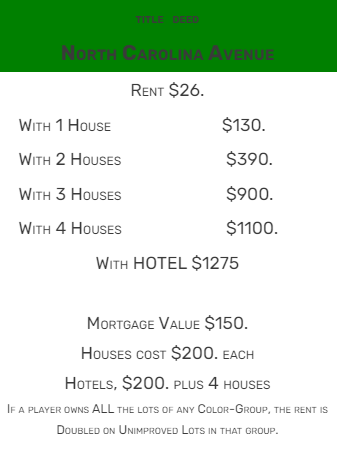 TITLE DEED
NORTH CAROLINA AVENUE
RENT $26.
WITH 1 HOUSE $130.
WITH 2 HOUSES $390.
WITH 3 HOUSES $900.
WITH 4 HOUSES $1100.
WITH HOTEL $1275
MORTGAGE VALUE $150.
HOUSES COST $200. EACH
HOTELS, $200. PLUS 4 HOUSES
IF A PLAYER OWNS ALL THE LOTS OF ANY COLOR-GROUP, THE RENT IS
DOUBLED ON UNIMPROVED LOTS IN THAT GROUP.